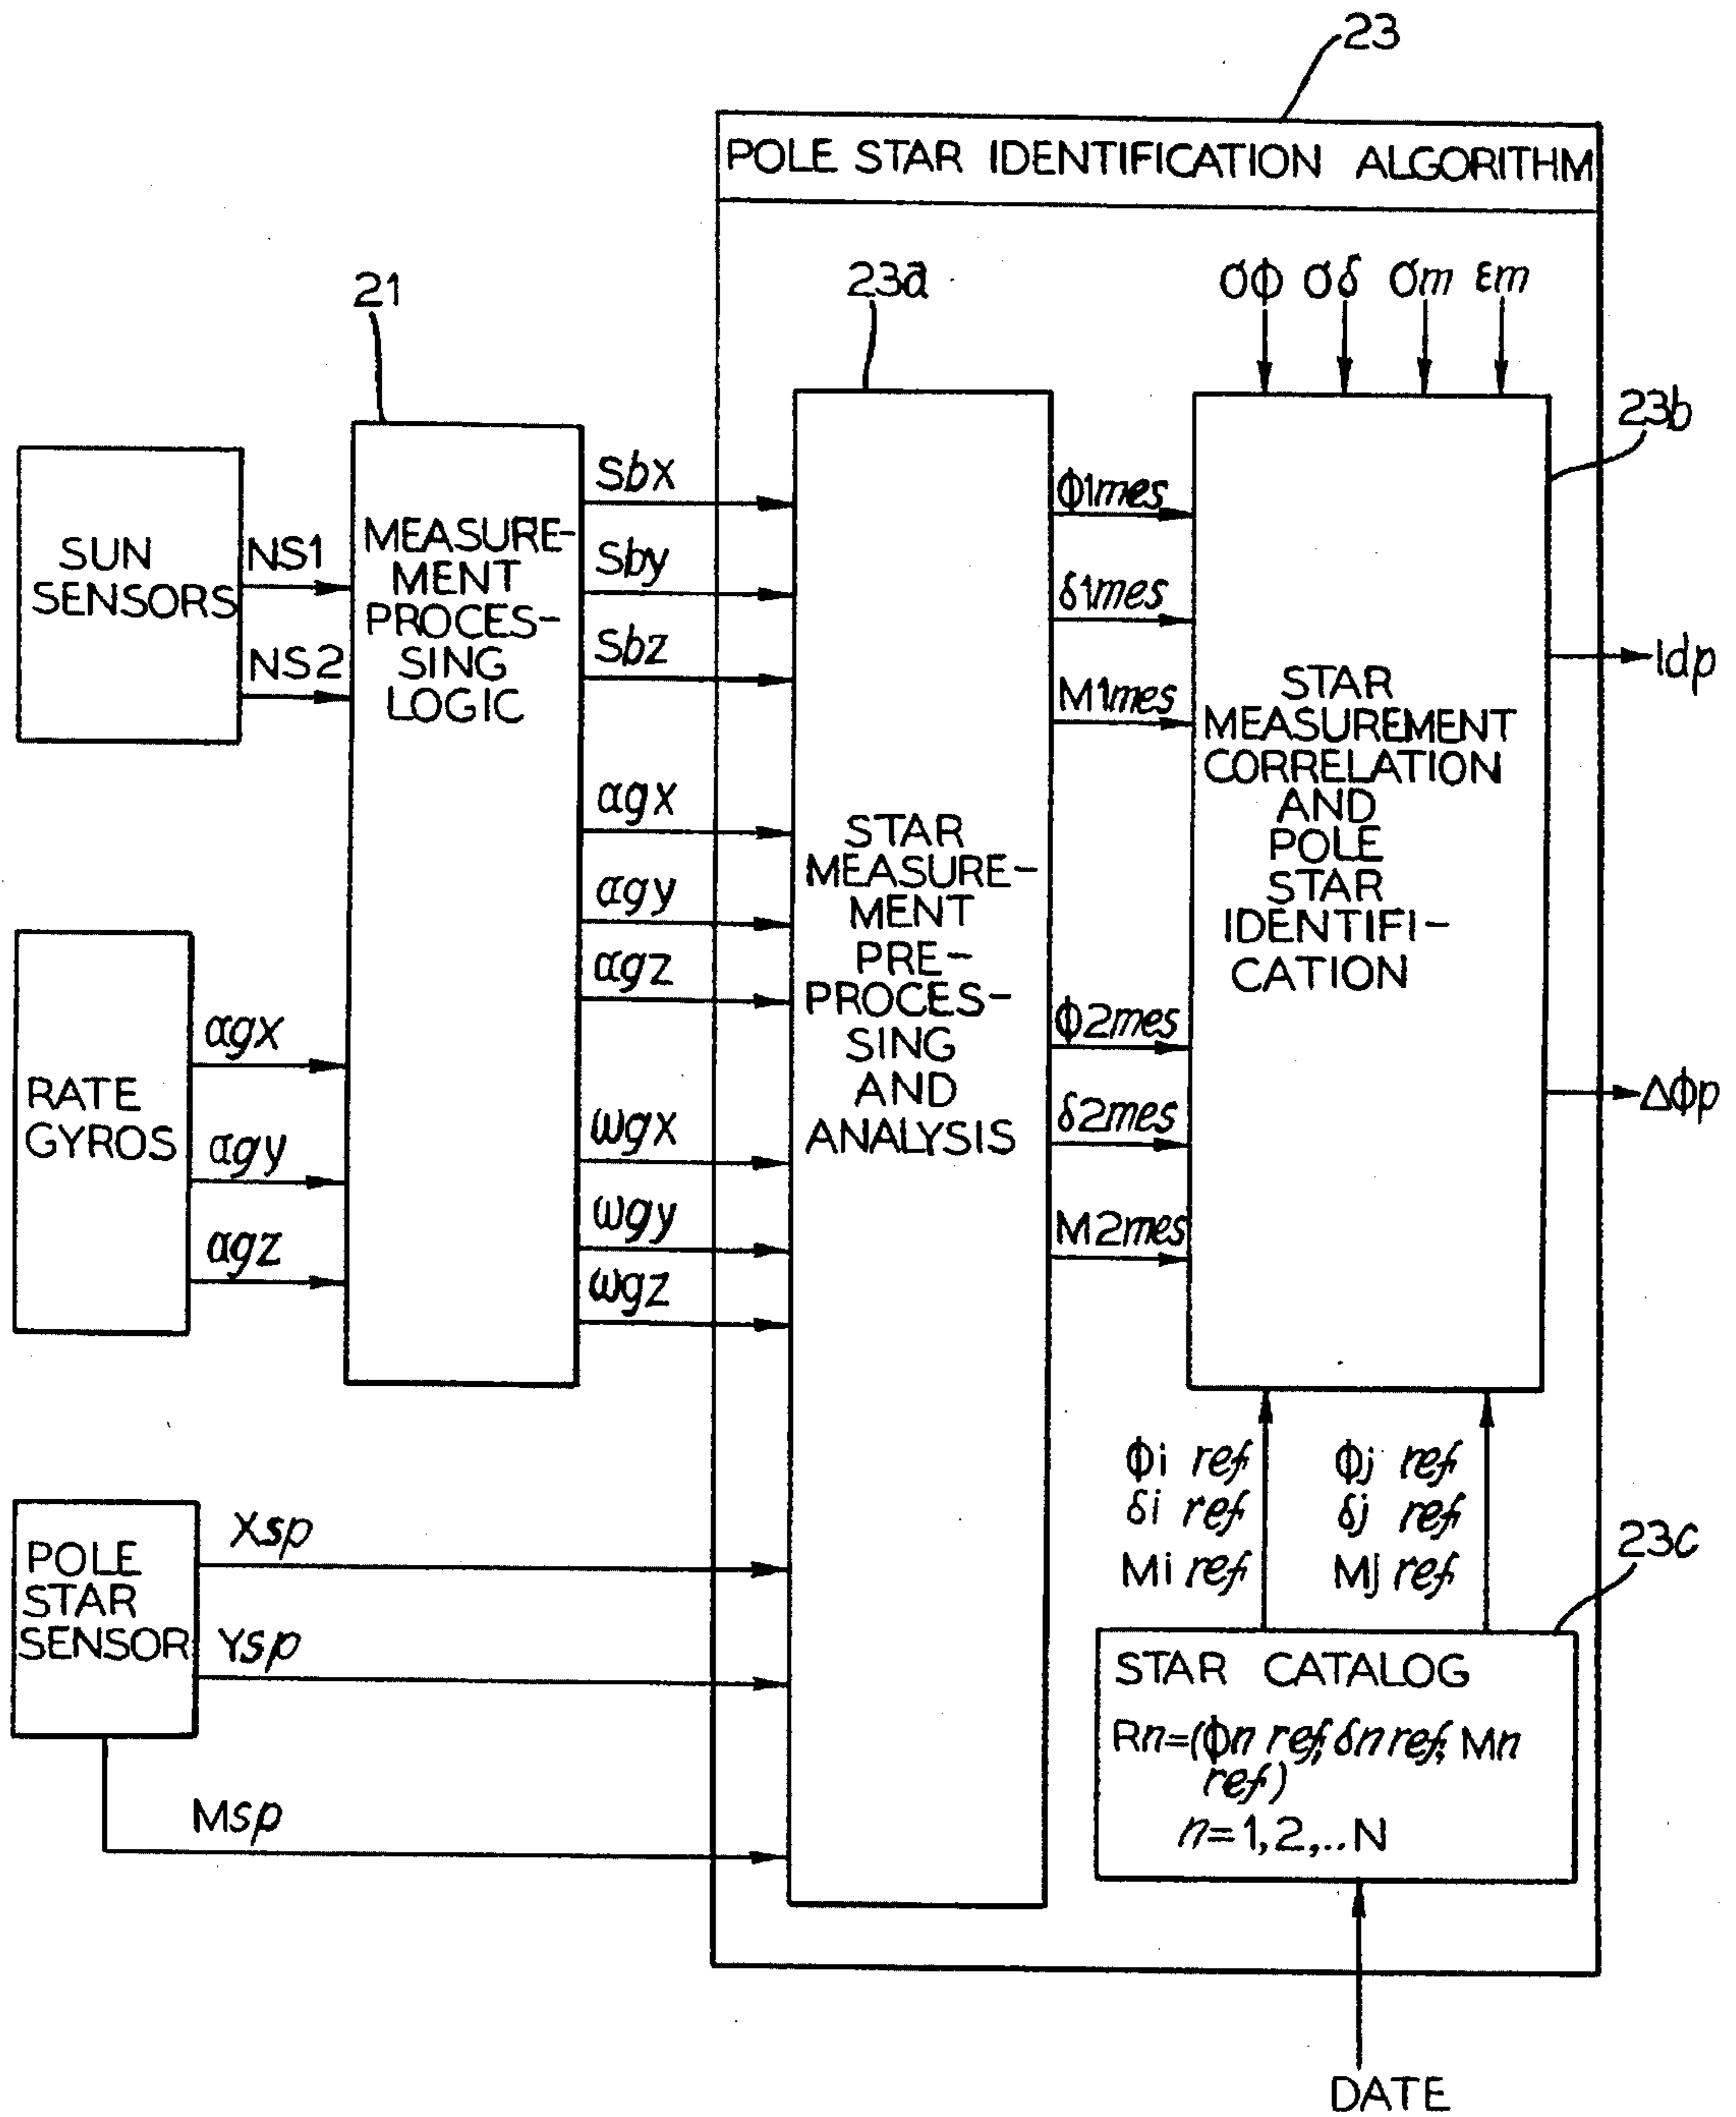 23
POLE STAR IDENTIFICATION ALGORITHM
21
23a
σϕ σδ σm εm
23b
SUN
SENSORS
NS1
NS2
MEASURE-
MENT
PROCES-
SING
LOGIC
Sbx
Sby
Sbz
αgx
αgy
αgz
ωgx
ωgy
ωgz
RATE
GYROS
αgx
αgy
αgz
STAR
MEASURE-
MENT
PRE-
PROCES-
SING
AND
ANALYSIS
ϕ1mes
δ1mes
M1mes
ϕ2mes
δ2mes
M2mes
STAR
MEASUREMENT
CORRELATION
AND
POLE
STAR
IDENTIFI-
CATION
Idp
Δϕp
POLE
STAR
SENSOR
Xsp
Ysp
Msp
ϕi ref
δi ref
Mi ref
ϕj ref
δj ref
Mj ref
23c
STAR CATALOG
Rn=(ϕn ref, δn ref, Mn
ref)
n=1,2,..N
DATE